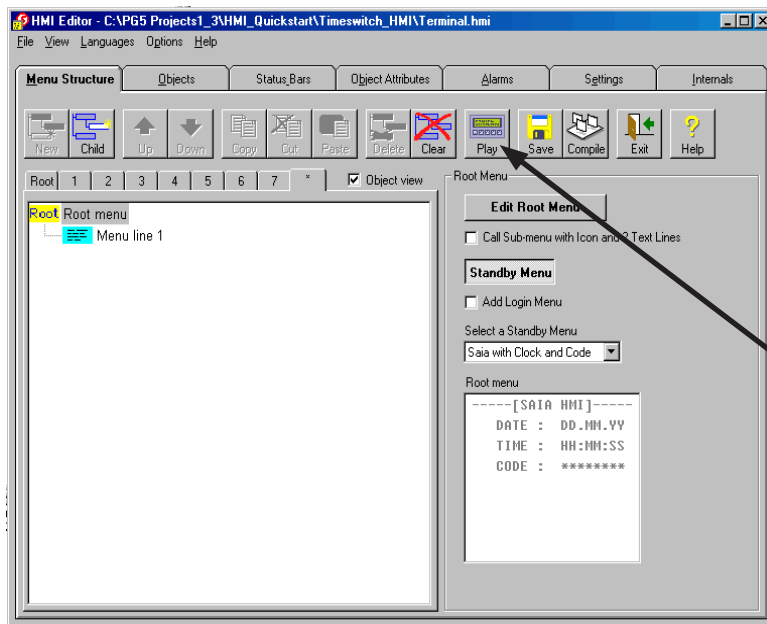 HMI Editor - C:\PG5 Projects1_3\HMI_Quickstart\Timeswitch_HMI\Terminal.hmi
File View Languages Options Help
Menu Structure Objects Status Bars Object Attributes Alarms Settings Internals
New Child Up Down Copy Cut Paste Delete Clear Play Save Compile Exit Help
Root 1 2 3 4 5 6 7 * Object view
Root Menu
Root Root menu
Menu line 1
Edit Root Menu
Call Sub-menu with Icon and 2 Text Lines
Standby Menu
Add Login Menu
Select a Standby Menu
Saia with Clock and Code
Root menu
-----[SAIA HMI]-----
DATE : DD.MM.YY
TIME : HH:MM:SS
CODE : ********